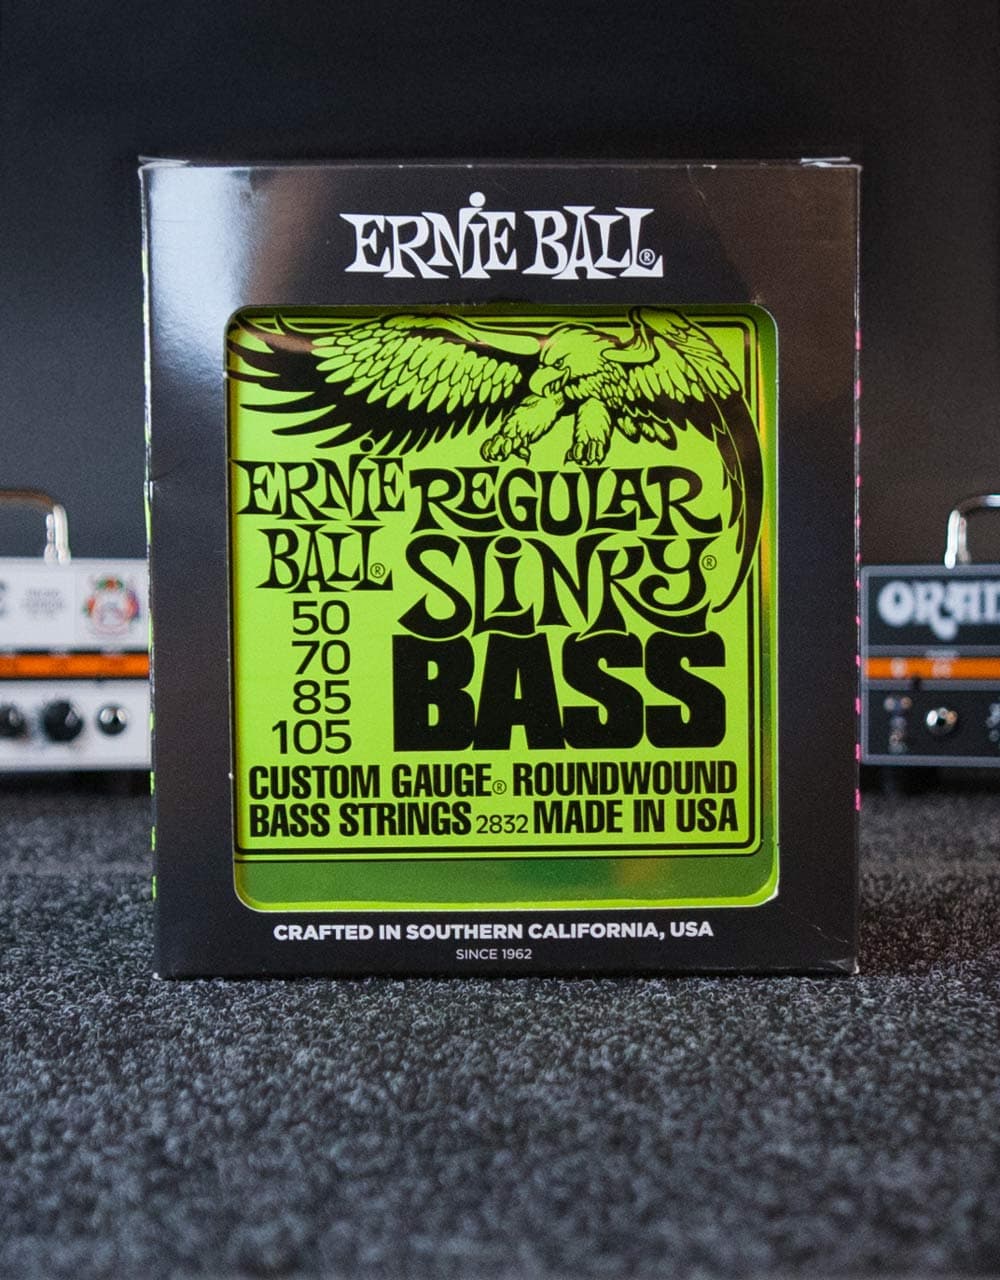 ERNIE BALL®
ERNIE
BALL®
REGULAR
SLINKY®
BASS
50
70
85
105
CUSTOM GAUGE® ROUNDWOUND
BASS STRINGS 2832 MADE IN USA
CRAFTED IN SOUTHERN CALIFORNIA, USA
SINCE 1962